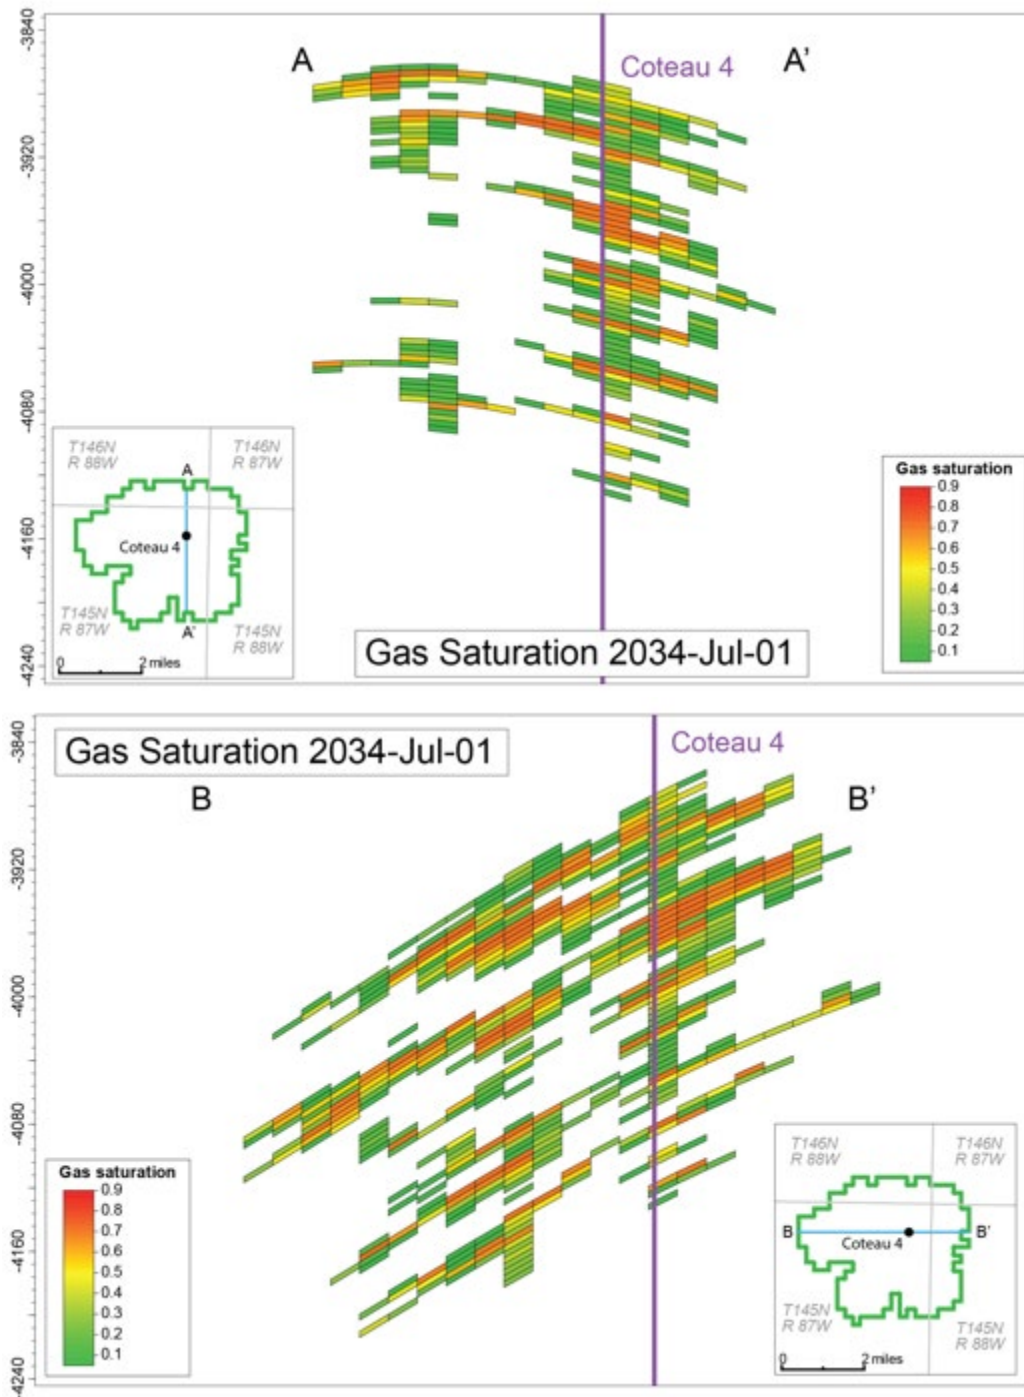 -3840
-3920
-4000
-4080
-4160
-4240
A
Coteau 4
A'
T146N
R 88W
T146N
R 87W
A
Coteau 4
T145N
R 87W
A'
T145N
R 88W
0
2 miles
Gas Saturation 2034-Jul-01
Gas saturation
0.9
0.8
0.7
0.6
0.5
0.4
0.3
0.2
0.1
-3840
-3920
-4000
-4080
-4160
-4240
Gas Saturation 2034-Jul-01
Coteau 4
B
B'
Gas saturation
0.9
0.8
0.7
0.6
0.5
0.4
0.3
0.2
0.1
T146N
R 88W
T146N
R 87W
B
B'
Coteau 4
T145N
R 87W
T145N
R 88W
0
2 miles